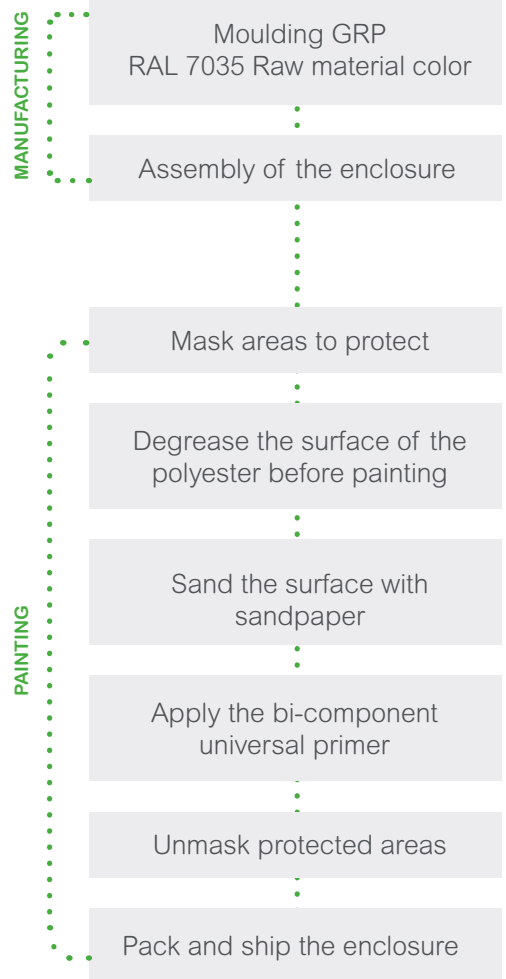 MANUFACTURING
Moulding GRP
RAL 7035 Raw material color
Assembly of the enclosure
PAINTING
Mask areas to protect
Degrease the surface of the
polyester before painting
Sand the surface with
sandpaper
Apply the bi-component
universal primer
Unmask protected areas
Pack and ship the enclosure